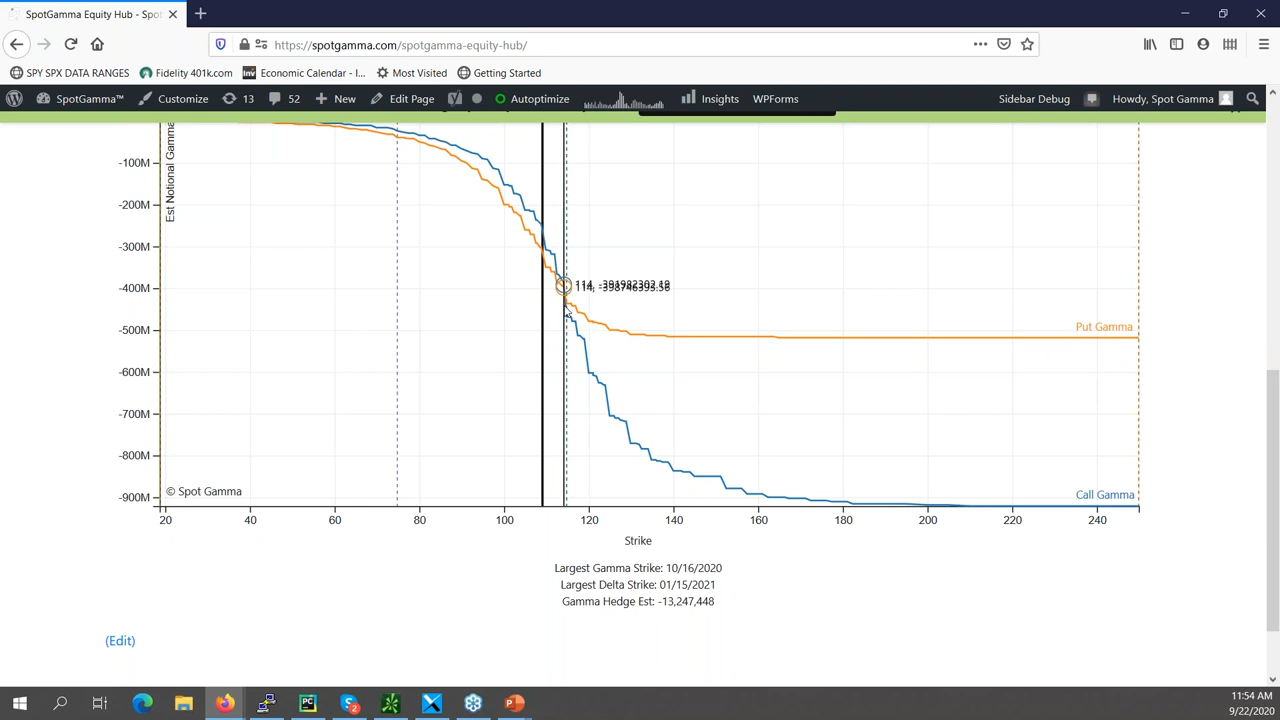 SpotGamma Equity Hub - Spot
https://spotgamma.com/spotgamma-equity-hub/
SPY SPX DATA RANGES
Fidelity 401k.com
Inv
Economic Calendar - I...
Most Visited
Getting Started
SpotGamma™
Customize
13
52
New
Edit Page
Autoptimize
Insights
WPForms
Sidebar Debug
Howdy, Spot Gamma
Est Notional Gamma
-100M
-200M
-300M
-400M
-500M
-600M
-700M
-800M
-900M
Put Gamma
Call Gamma
© Spot Gamma
20
40
60
80
100
120
140
160
180
200
220
240
Strike
Largest Gamma Strike: 10/16/2020
Largest Delta Strike: 01/15/2021
Gamma Hedge Est: -13,247,448
(Edit)
PC
2
11:54 AM
9/22/2020